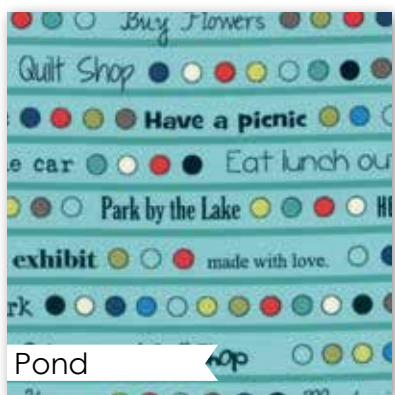 Buy Flowers
Quilt Shop
Have a picnic
car Eat lunch ou
Park by the Lake
exhibit made with love.
rk
Pond